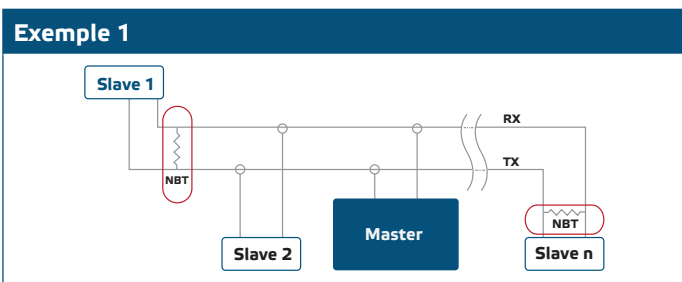 Exemple 1
Slave 1
RX
TX
NBT
Slave 2
Master
NBT
Slave n